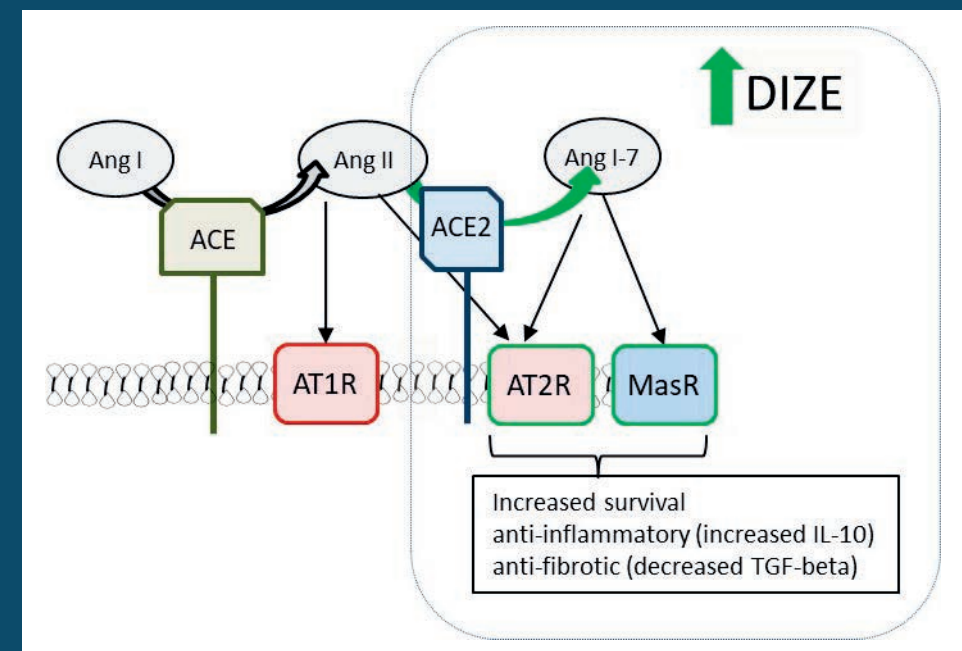 DIZE
Ang I
Ang II
Ang I-7
ACE
ACE2
AT1R
AT2R
MasR
Increased survival
anti-inflammatory (increased IL-10)
anti-fibrotic (decreased TGF-beta)